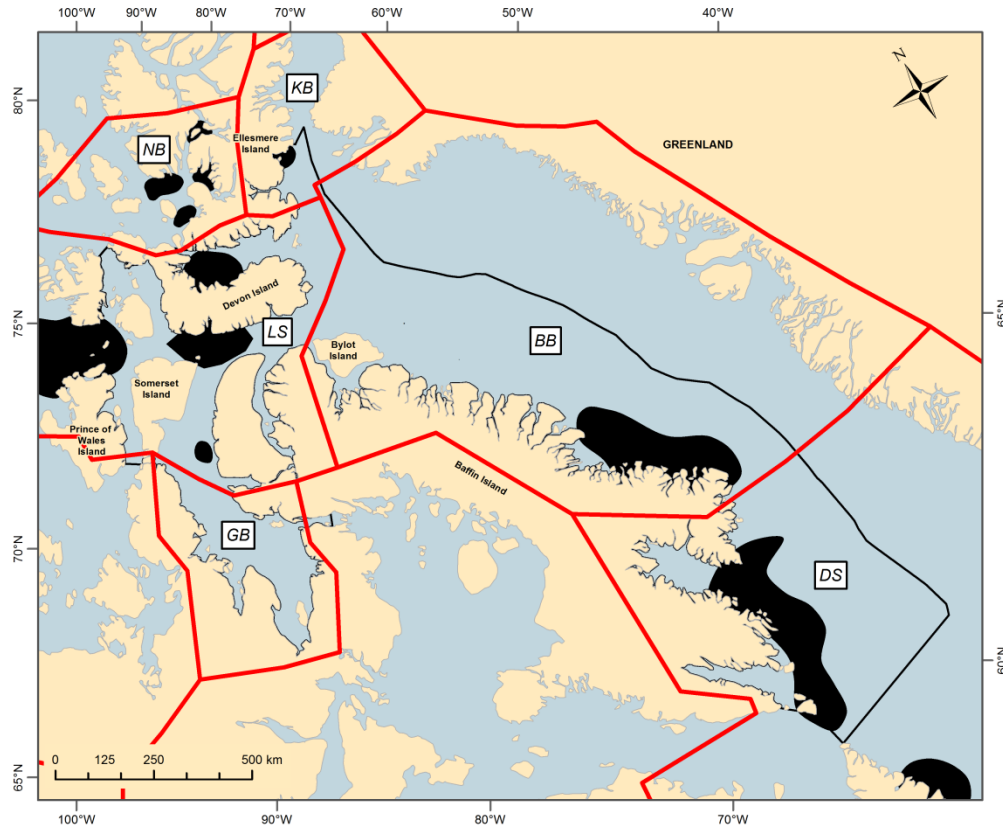 100°W 90°W 80°W 70°W 60°W 50°W 40°W
80°N
KB
Ellesmere
Island
NB
GREENLAND
75°N
65°N
Devon Island
LS
BB
Bylot
Island
Somerset
Island
Prince of
Wales
Island
Baffin Island
70°N
GB
DS
60°N
65°N
0 125 250 500 km
100°W 90°W 80°W 70°W
N